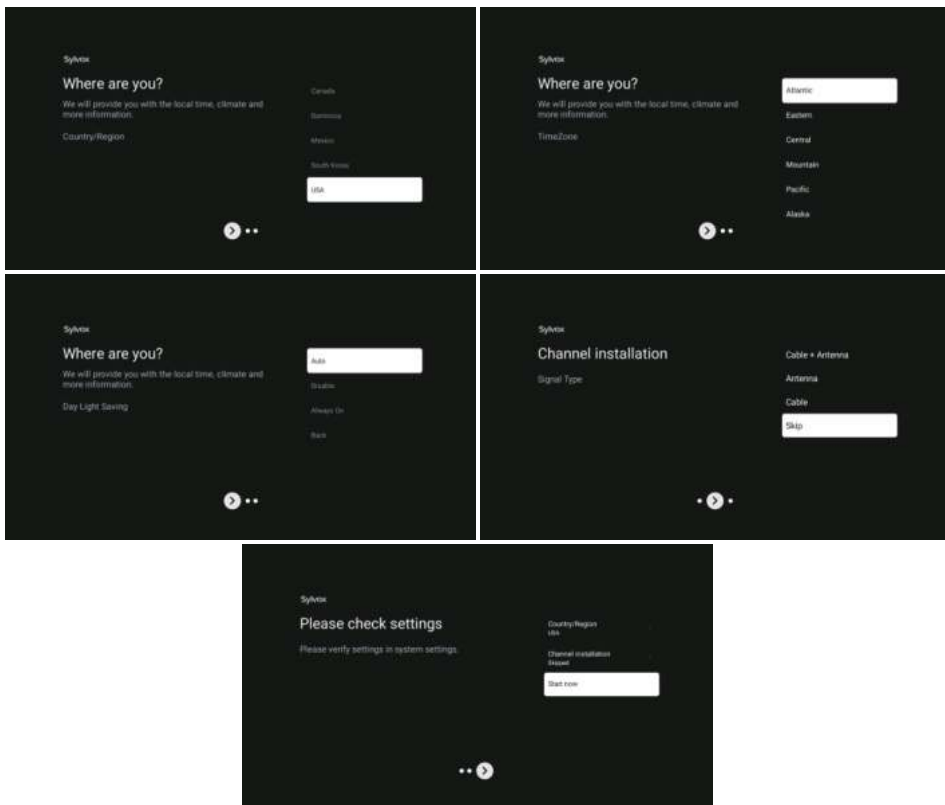 Sylvox
Where are you?
We will provide you with the local time, climate and
more information.
Country/Region
Canada
Dominica
Mexico
South Korea
USA
Sylvox
Where are you?
We will provide you with the local time, climate and
more information.
TimeZone
Atlantic
Eastern
Central
Mountain
Pacific
Alaska
Sylvox
Where are you?
We will provide you with the local time, climate and
more information.
Day Light Saving
Auto
Disable
Always On
Back
Sylvox
Channel installation
Signal Type
Cable + Antenna
Antenna
Cable
Skip
Sylvox
Please check settings
Please verify settings in system settings.
Country/Region
USA
Channel installation
Skipped
Start now